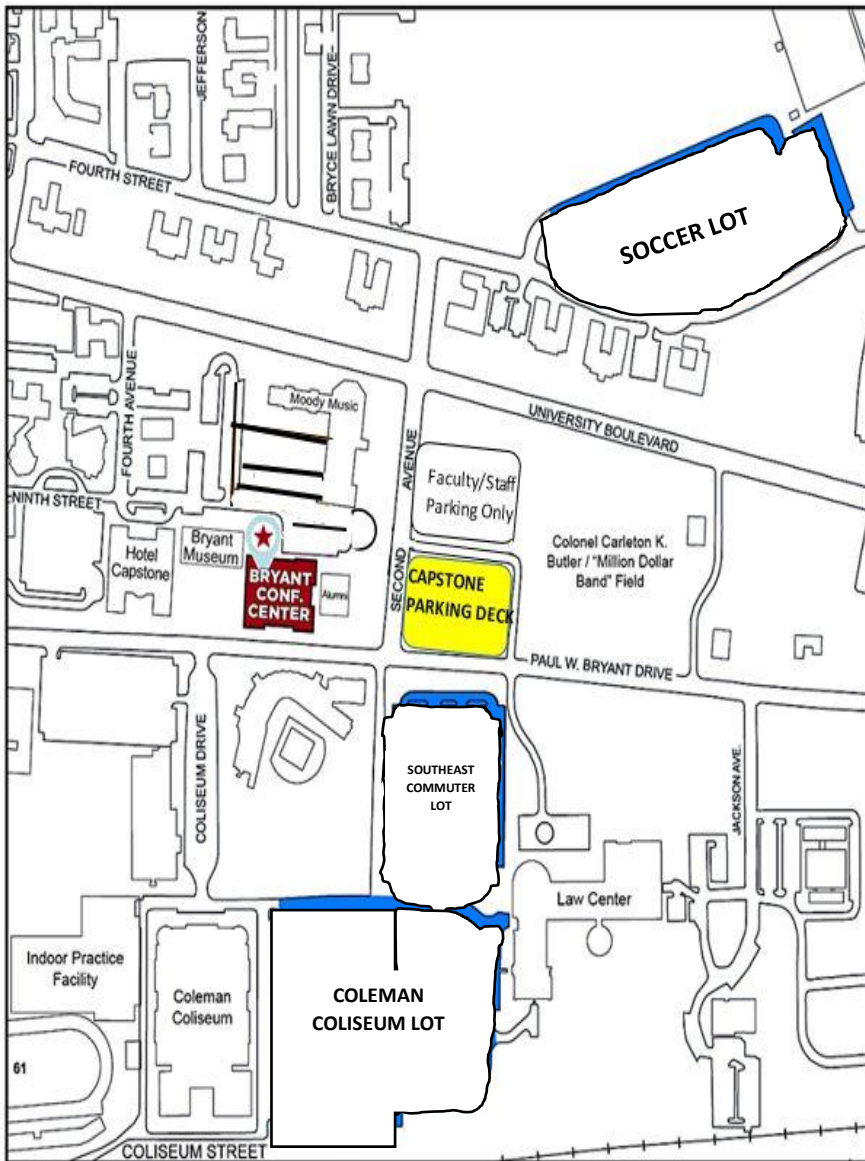 JEFFERSON
BRYCE LAWN DRIVE
FOURTH STREET
SOCCER LOT
FOURTH AVENUE
Moody Music
UNIVERSITY BOULEVARD
SECOND AVENUE
Faculty/Staff
Parking Only
NINTH STREET
Colonel Carleton K.
Butler / "Million Dollar
Band" Field
Hotel
Capstone
Bryant
Museum
BRYANT
CONF.
CENTER
Alumni
CAPSTONE
PARKING DECK
PAUL W. BRYANT DRIVE
COLISEUM DRIVE
SOUTHEAST
COMMUTER
LOT
JACKSON AVE.
Law Center
Indoor Practice
Facility
Coleman
Coliseum
COLEMAN
COLISEUM LOT
61
COLISEUM STREET